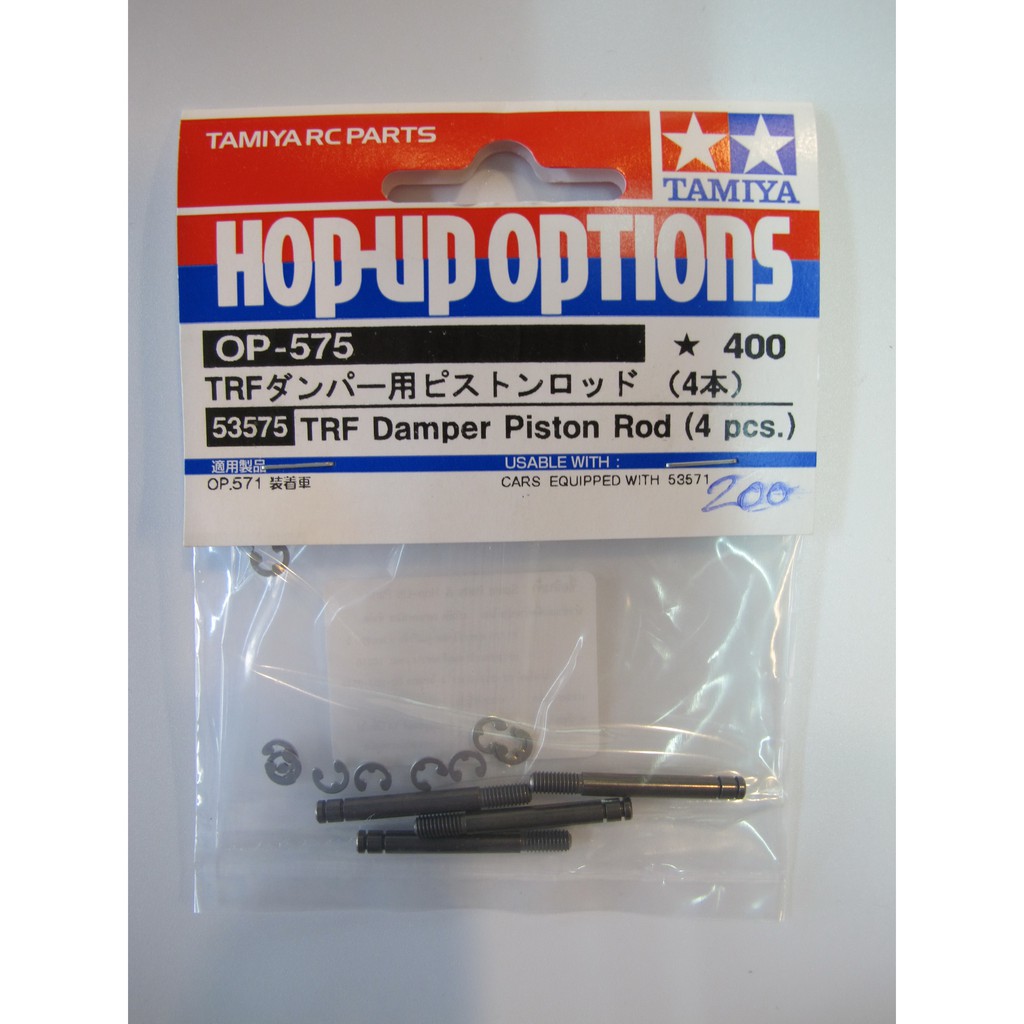 TAMIYA RC PARTS
TAMIYA
HOP-UP OPTIONS
OP-575 ★ 400
TRFダンパー用ピストンロッド (4本)
53575 TRF Damper Piston Rod (4 pcs.)
適用製品 USABLE WITH :
OP.571 装着車 CARS EQUIPPED WITH 53571
200